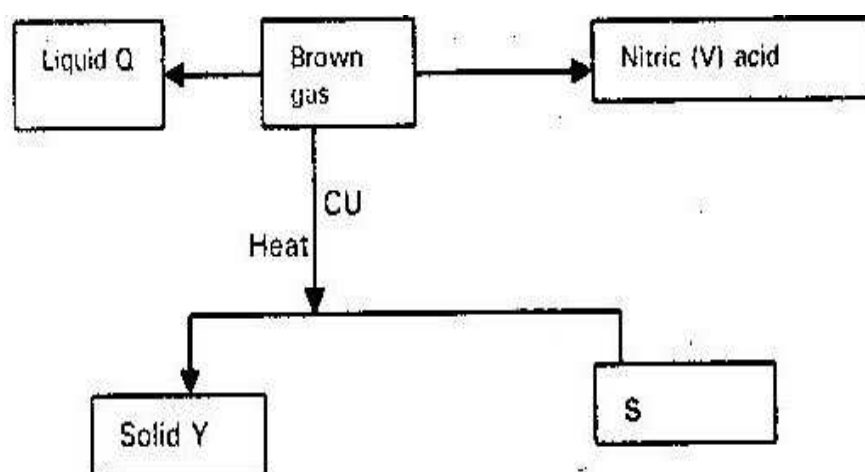 Liquid Q
Brown
gas
Nitric (V) acid
CU
Heat
Solid Y
S